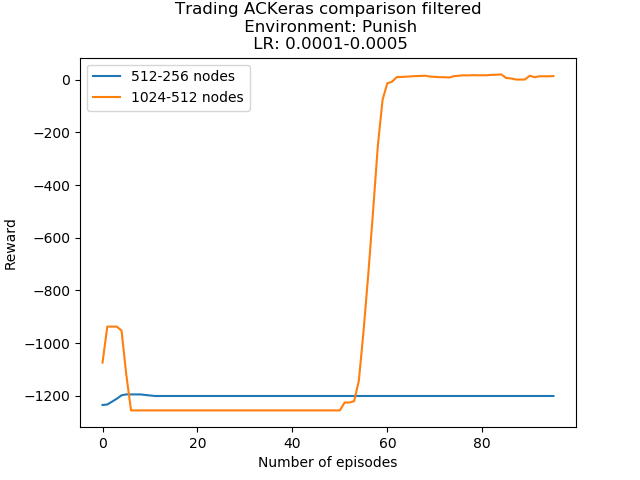 Trading ACKeras comparison filtered
Environment: Punish
LR: 0.0001-0.0005
512-256 nodes
1024-512 nodes
0
−200
−400
−600
−800
−1000
−1200
Reward
0
20
40
60
80
Number of episodes